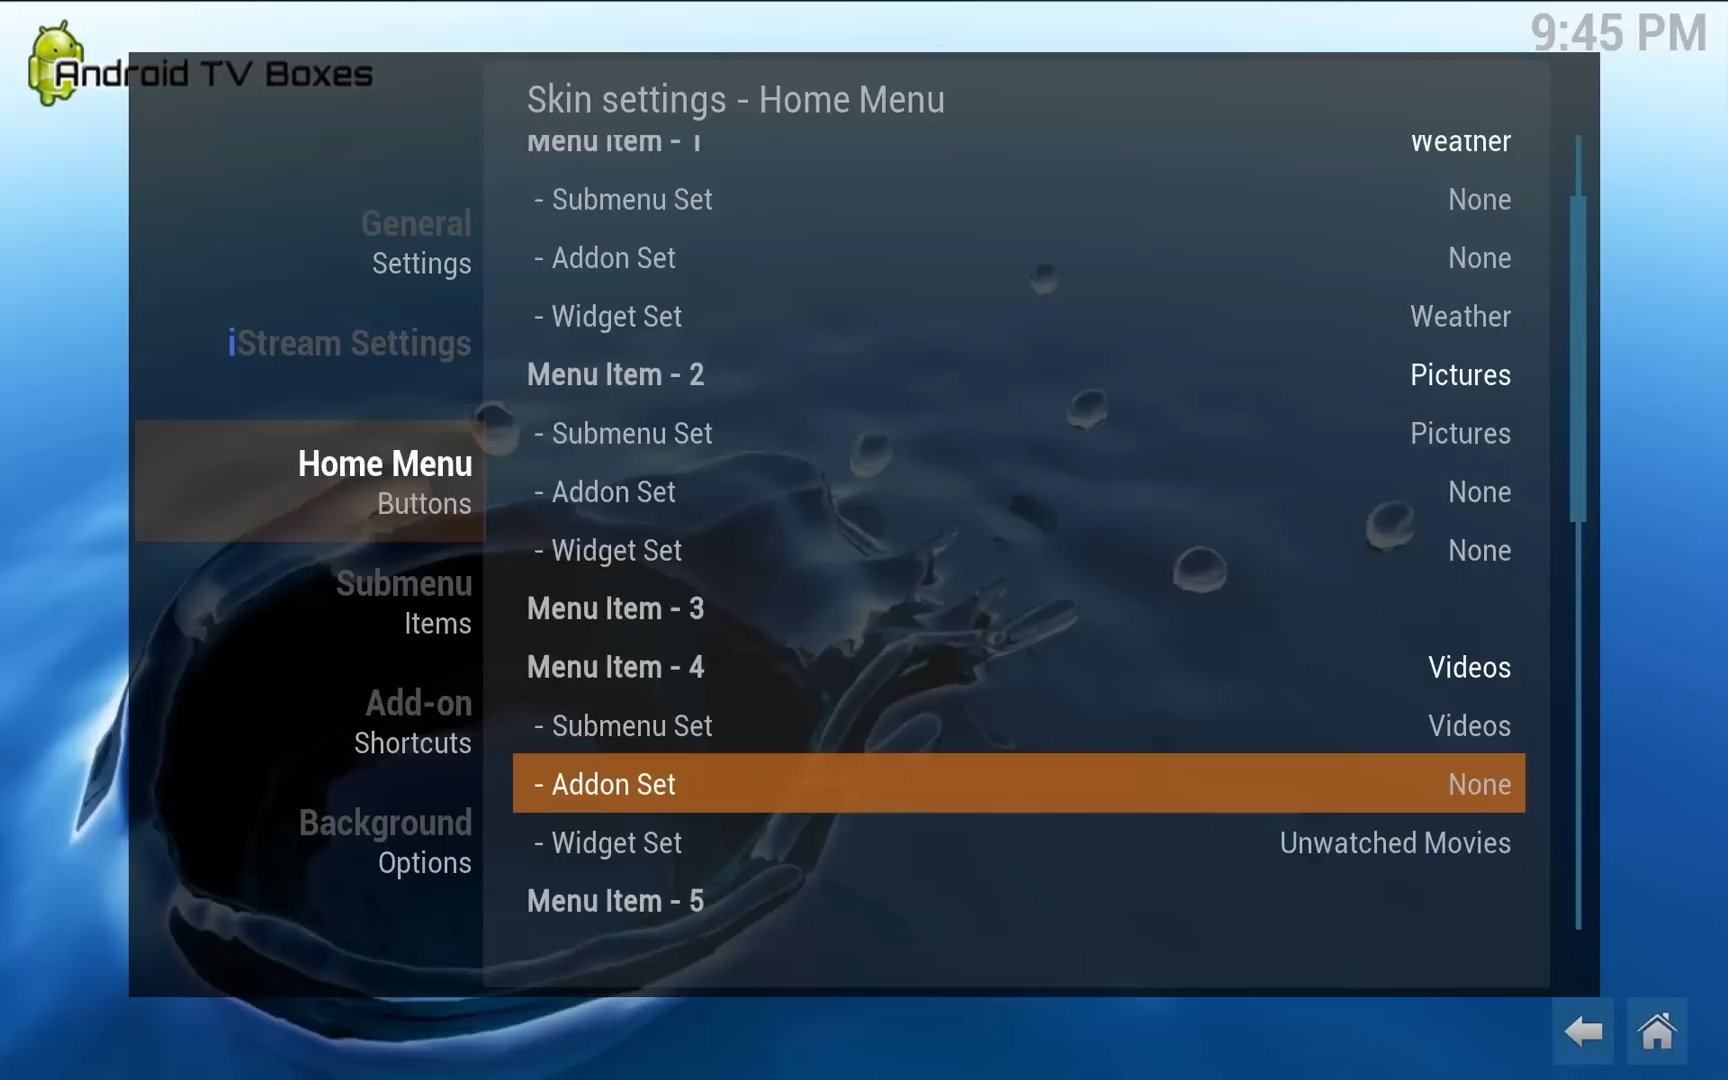 9:45 PM
Android TV Boxes
Skin settings - Home Menu
General
Settings
iStream Settings
Home Menu
Buttons
Submenu
Items
Add-on
Shortcuts
Background
Options
Menu Item - 1 Weather
- Submenu Set None
- Addon Set None
- Widget Set Weather
Menu Item - 2 Pictures
- Submenu Set Pictures
- Addon Set None
- Widget Set None
Menu Item - 3
Menu Item - 4 Videos
- Submenu Set Videos
- Addon Set None
- Widget Set Unwatched Movies
Menu Item - 5